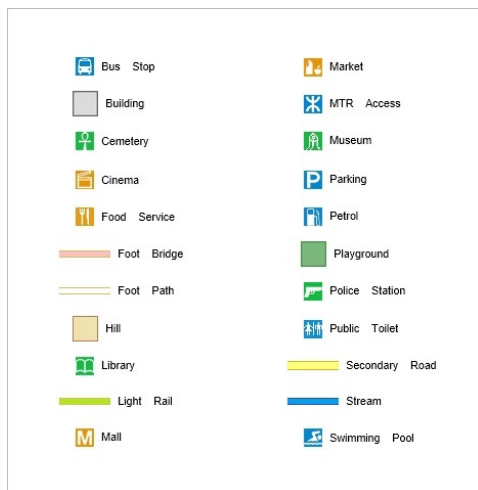 Bus Stop
Building
Cemetery
Cinema
Food Service
Foot Bridge
Foot Path
Hill
Library
Light Rail
M Mall
Market
MTR Access
Museum
P Parking
Petrol
Playground
Police Station
Public Toilet
Secondary Road
Stream
Swimming Pool